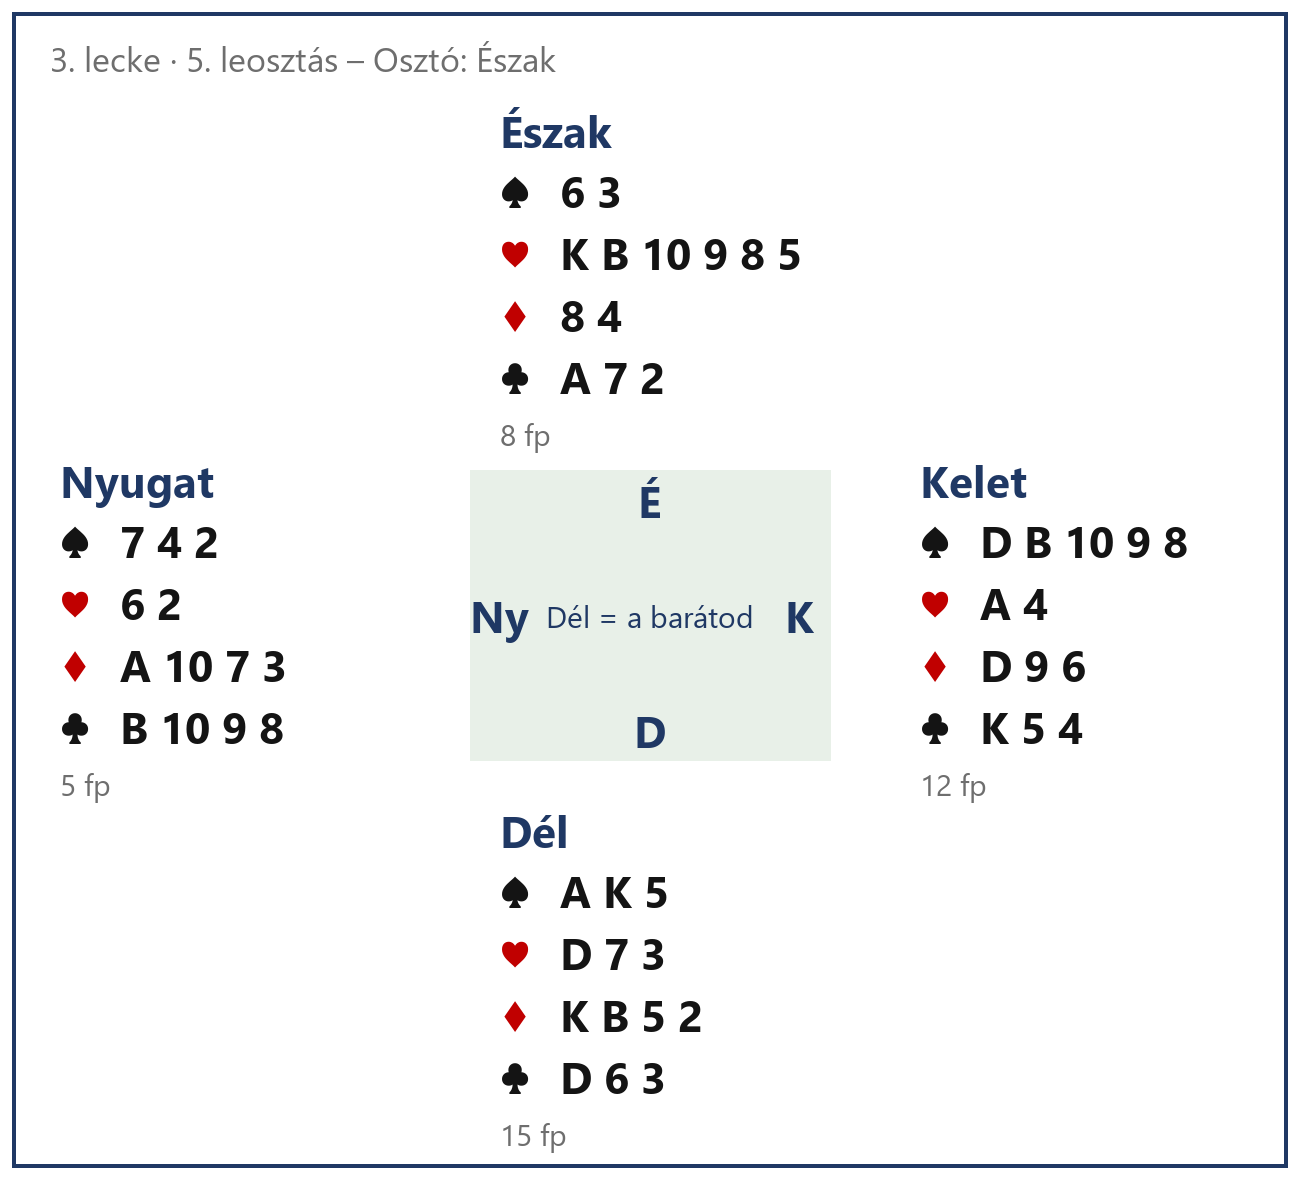 3. lecke · 5. leosztás – Osztó: Észak
Észak
♠ 6 3
♥ K B 10 9 8 5
♦ 8 4
♣ A 7 2
8 fp
Nyugat
♠ 7 4 2
♥ 6 2
♦ A 10 7 3
♣ B 10 9 8
5 fp
É
Ny Dél = a barátod K
D
Kelet
♠ D B 10 9 8
♥ A 4
♦ D 9 6
♣ K 5 4
12 fp
Dél
♠ A K 5
♥ D 7 3
♦ K B 5 2
♣ D 6 3
15 fp